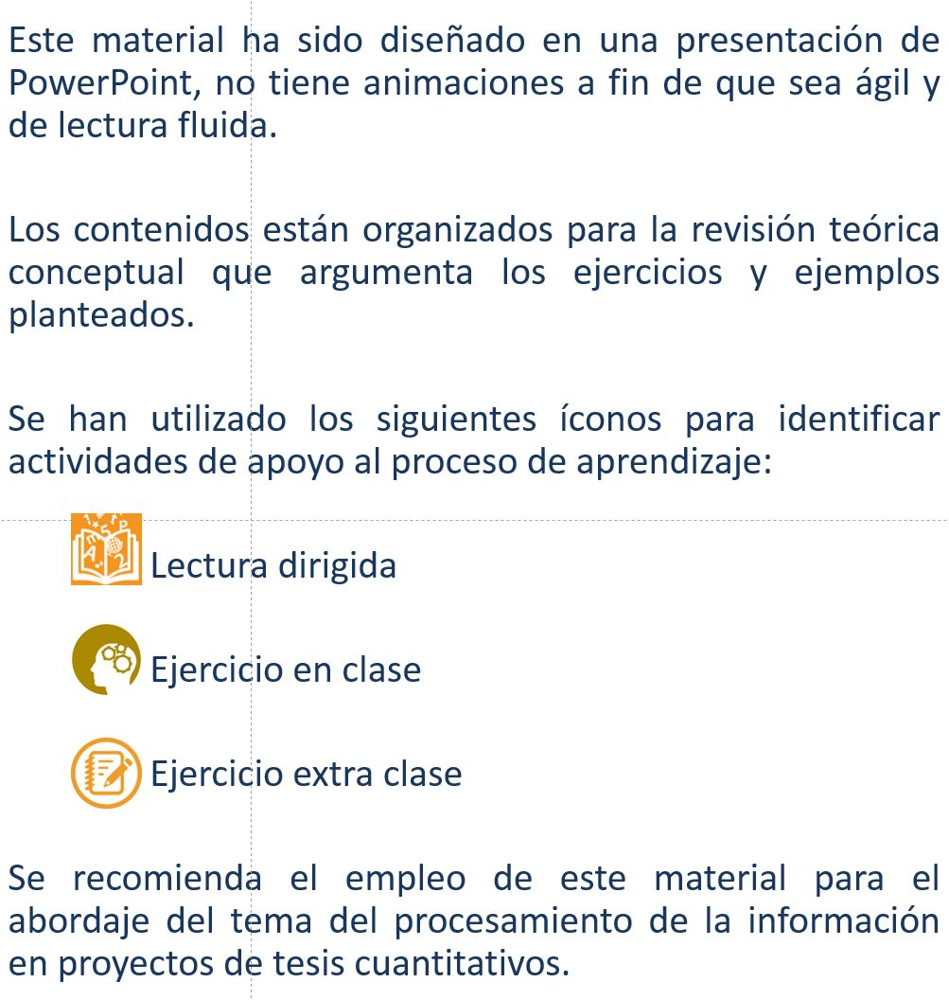 Este material ha sido diseñado en una presentación de
PowerPoint, no tiene animaciones a fin de que sea ágil y
de lectura fluida.
Los contenidos están organizados para la revisión teórica
conceptual que argumenta los ejercicios y ejemplos
planteados.
Se han utilizado los siguientes íconos para identificar
actividades de apoyo al proceso de aprendizaje:
Lectura dirigida
Ejercicio en clase
Ejercicio extra clase
Se recomienda el empleo de este material para el
abordaje del tema del procesamiento de la información
en proyectos de tesis cuantitativos.